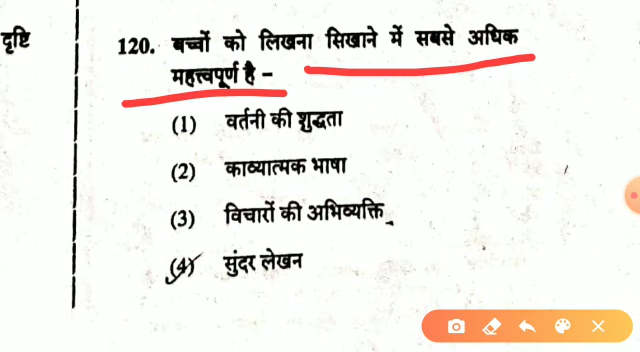 दृष्टि
120. बच्चों को लिखना सिखाने में सबसे अधिक
महत्त्वपूर्ण है –
(1) वर्तनी की शुद्धता
(2) काव्यात्मक भाषा
(3) विचारों की अभिव्यक्ति
(4) सुंदर लेखन